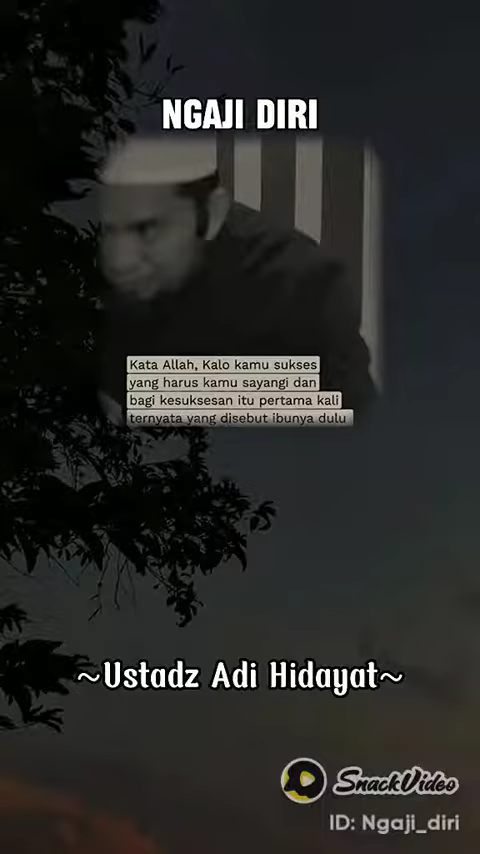 NGAJI DIRI
Kata Allah, Kalo kamu sukses
yang harus kamu sayangi dan
bagi kesuksesan itu pertama kali
ternyata yang disebut ibunya dulu
~Ustadz Adi Hidayat~
SnackVideo
ID: Ngaji_diri